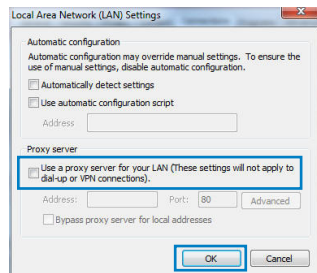 Local Area Network (LAN) Settings
Automatic configuration
Automatic configuration may override manual settings. To ensure the
use of manual settings, disable automatic configuration.
Automatically detect settings
Use automatic configuration script
Address
Proxy server
Use a proxy server for your LAN (These settings will not apply to
dial-up or VPN connections).
Address: Port: 80 Advanced
Bypass proxy server for local addresses
OK Cancel